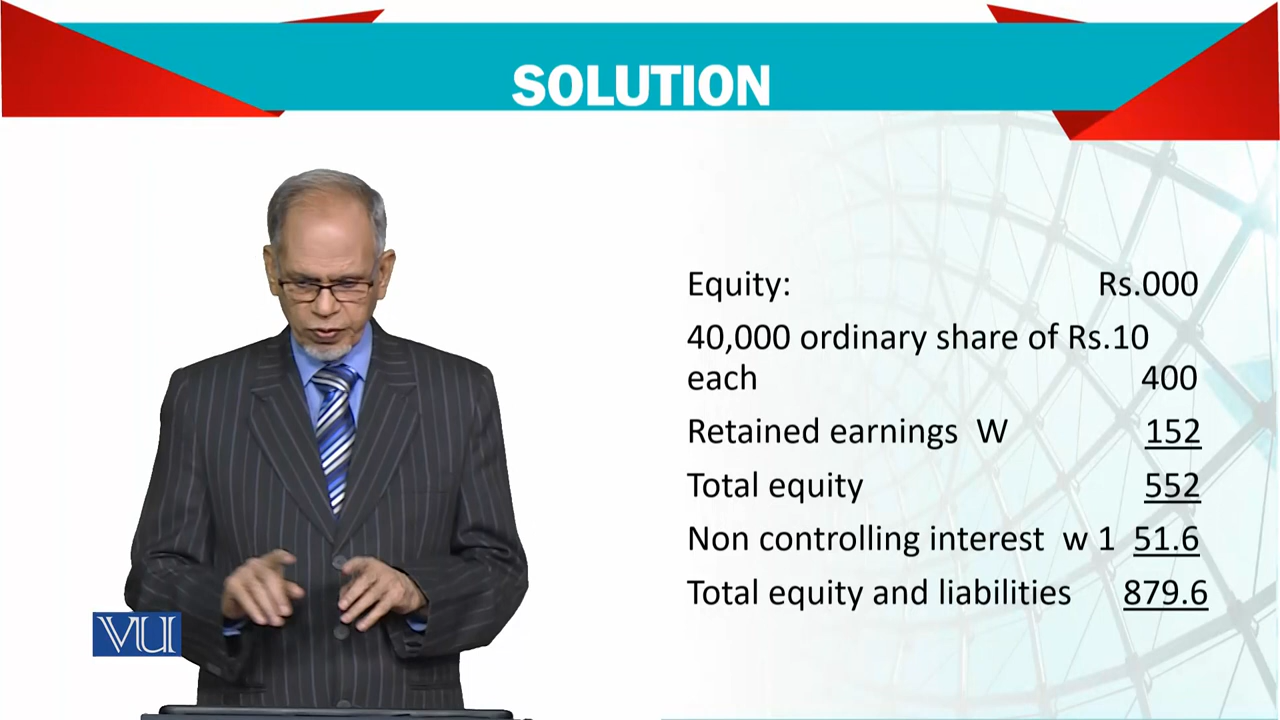 SOLUTION
Equity: Rs.000
40,000 ordinary share of Rs.10
each 400
Retained earnings W 152
Total equity 552
Non controlling interest w 1 51.6
Total equity and liabilities 879.6
VU